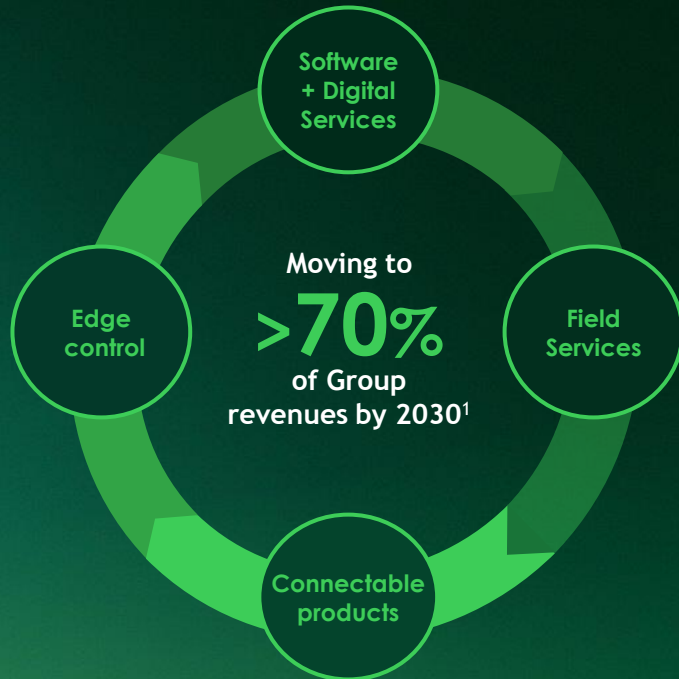 Software
+ Digital
Services
Edge
control
Moving to
>70%
of Group
revenues by 2030¹
Field
Services
Connectable
products